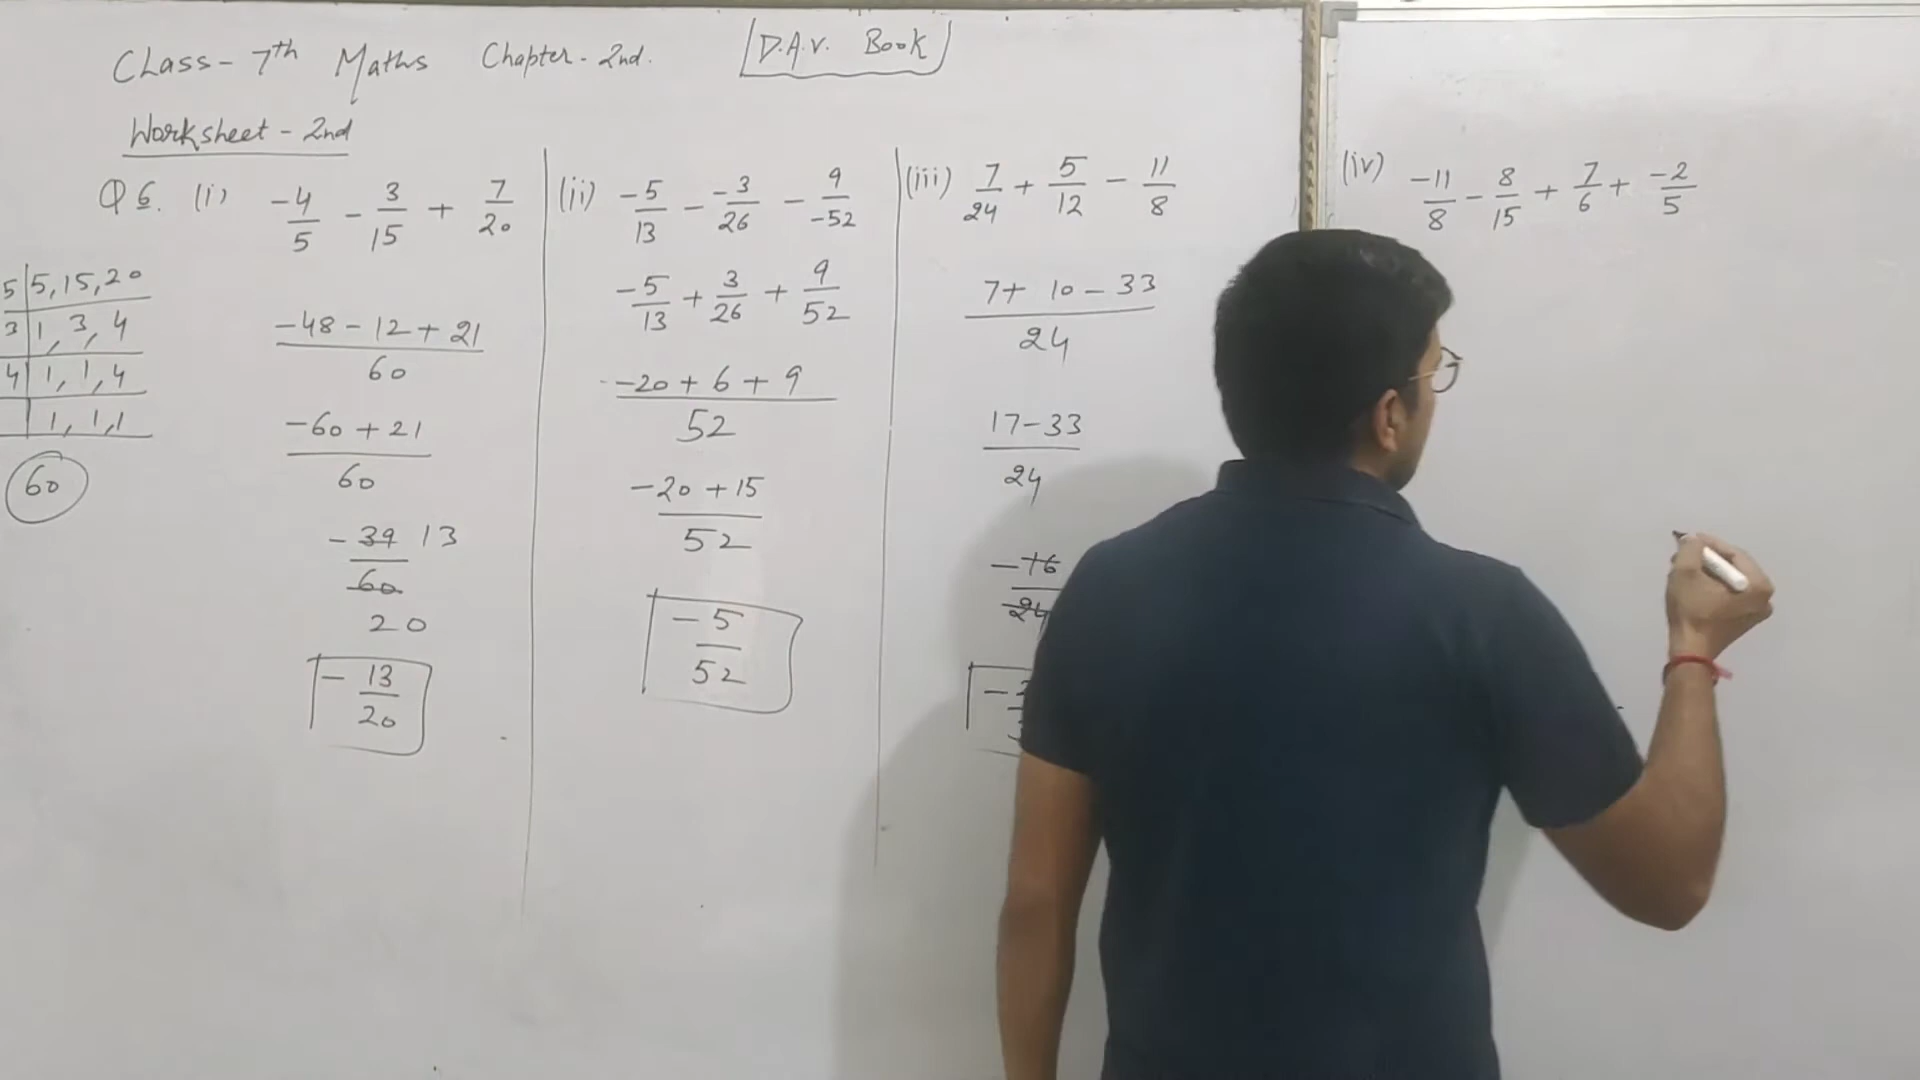 Class - 7th Maths Chapter - 2nd. D.A.V. Book
Worksheet - 2nd
Q 6. (i) -4/5 - 3/15 + 7/20
5 | 5, 15, 20
3 | 1, 3, 4
4 | 1, 1, 4
| 1, 1, 1
60
-48 - 12 + 21 / 60
-60 + 21 / 60
-39 13
60
20
- 13/20
(ii) -5/13 - -3/26 - 9/-52
-5/13 + 3/26 + 9/52
-20 + 6 + 9 / 52
-20 + 15 / 52
-5/52
(iii) 7/24 + 5/12 - 11/8
7 + 10 - 33 / 24
17 - 33 / 24
-16/24
-
(iv) -11/8 - 8/15 + 7/6 + -2/5